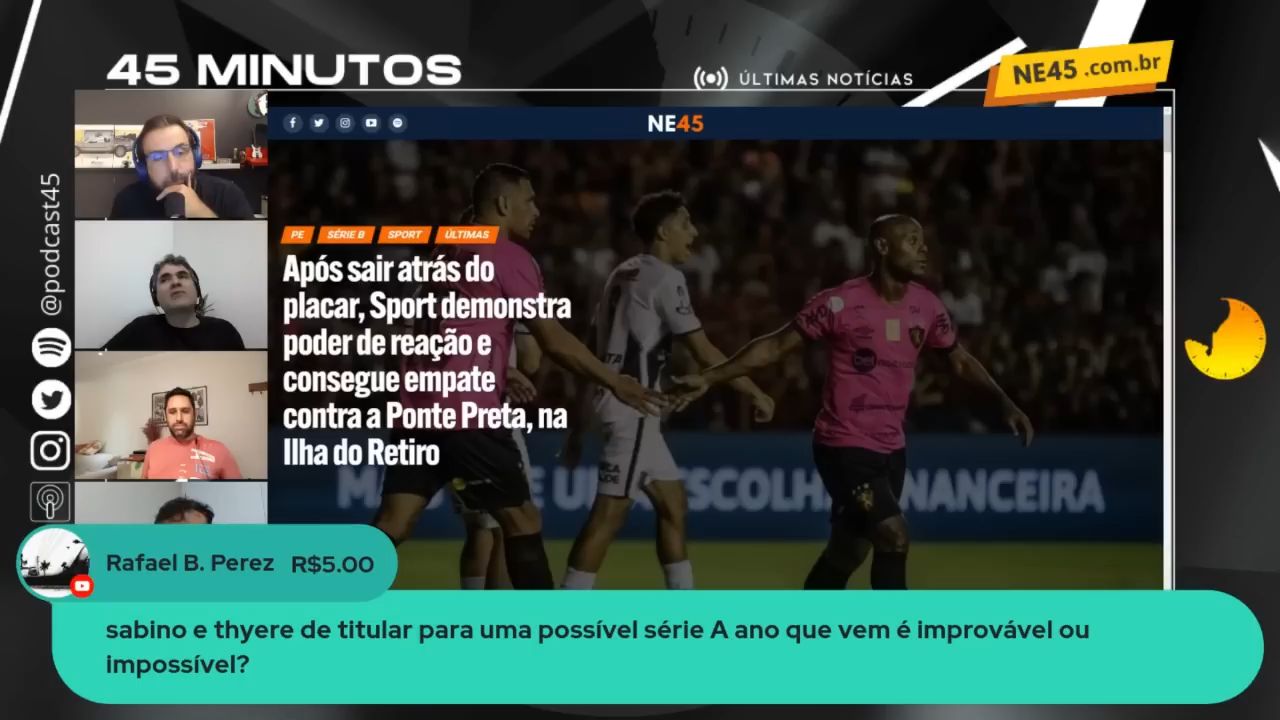 45 MINUTOS
ÚLTIMAS NOTÍCIAS
NE45 .com.br
NE45
@podcast45
PE
SÉRIE B
SPORT
ÚLTIMAS
Após sair atrás do
placar, Sport demonstra
poder de reação e
consegue empate
contra a Ponte Preta, na
Ilha do Retiro
ESCOLHA FINANCEIRA
Rafael B. Perez R$5.00
sabino e thyere de titular para uma possível série A ano que vem é improvável ou
impossível?